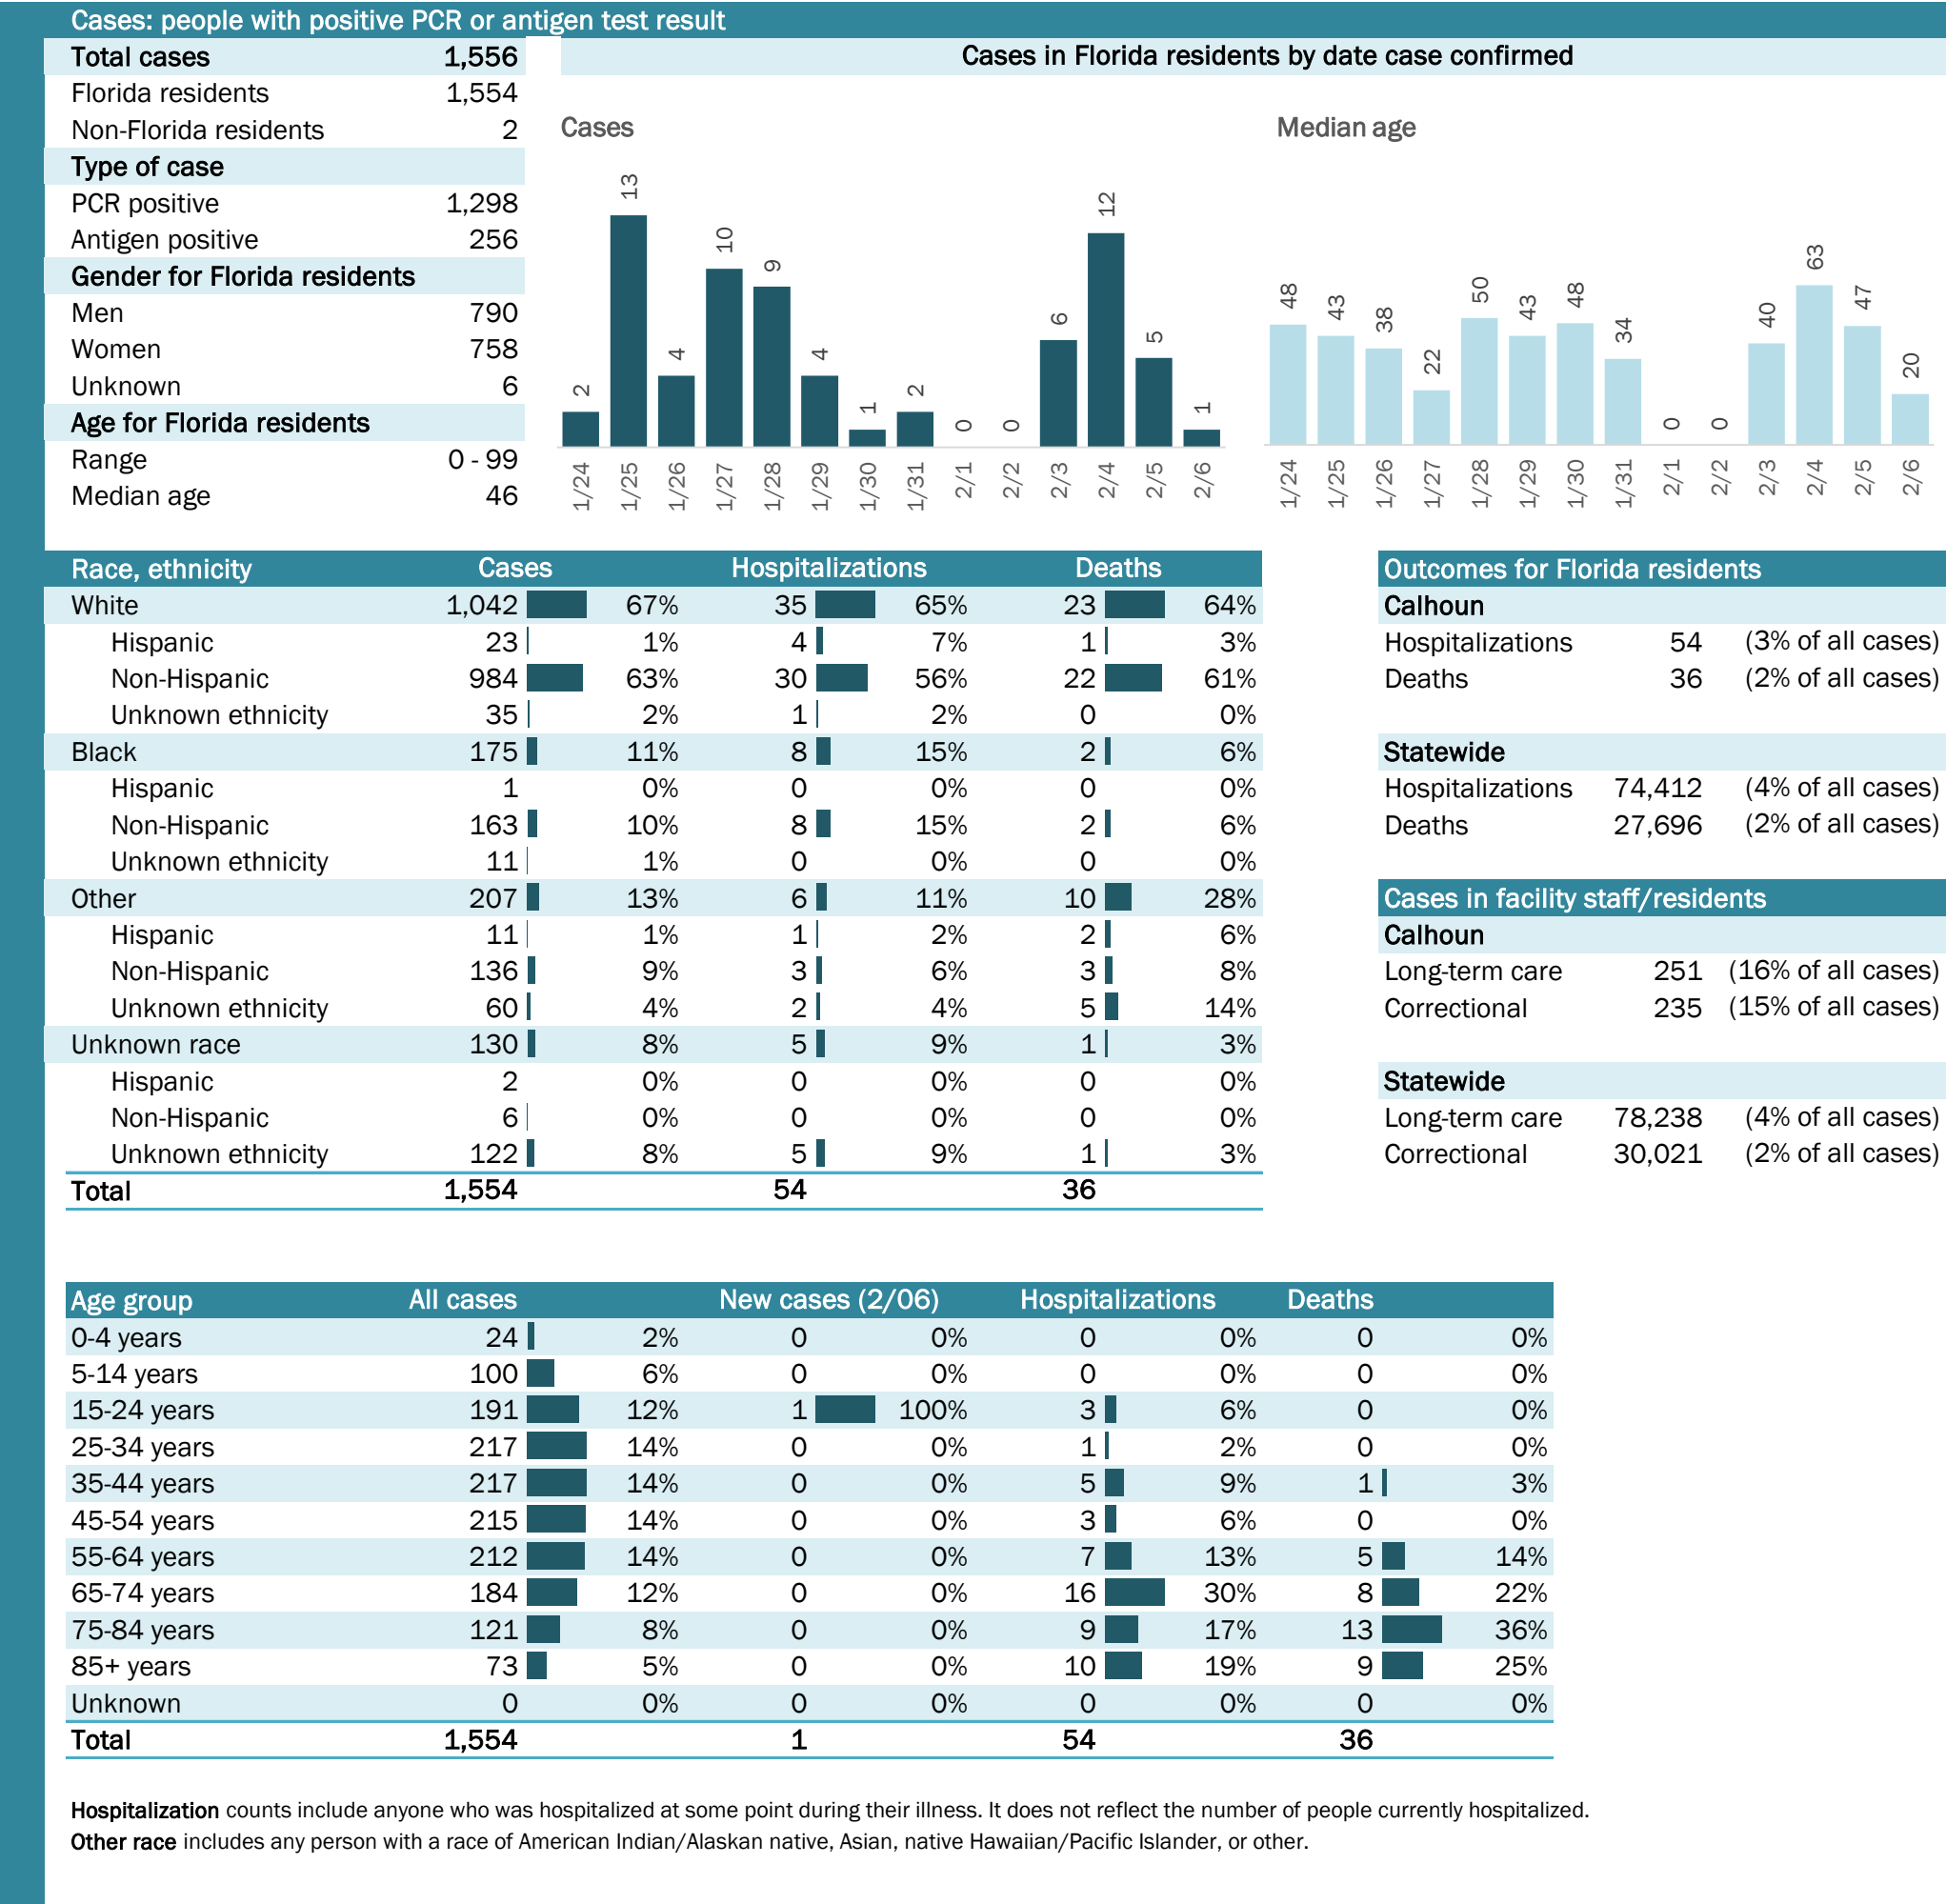 Cases: people with positive PCR or antigen test result
Total cases 1,556
Florida residents 1,554
Non-Florida residents 2
Type of case
PCR positive 1,298
Antigen positive 256
Gender for Florida residents
Men 790
Women 758
Unknown 6
Age for Florida residents
Range 0 - 99
Median age 46
Cases in Florida residents by date case confirmed
Cases
2 13 4 10 9 4 1 2 0 0 6 12 5 1
1/24 1/25 1/26 1/27 1/28 1/29 1/30 1/31 2/1 2/2 2/3 2/4 2/5 2/6
Median age
48 43 38 22 50 43 48 34 0 0 40 63 47 20
1/24 1/25 1/26 1/27 1/28 1/29 1/30 1/31 2/1 2/2 2/3 2/4 2/5 2/6
Race, ethnicity Cases Hospitalizations Deaths
White 1,042 67% 35 65% 23 64%
Hispanic 23 1% 4 7% 1 3%
Non-Hispanic 984 63% 30 56% 22 61%
Unknown ethnicity 35 2% 1 2% 0 0%
Black 175 11% 8 15% 2 6%
Hispanic 1 0% 0 0% 0 0%
Non-Hispanic 163 10% 8 15% 2 6%
Unknown ethnicity 11 1% 0 0% 0 0%
Other 207 13% 6 11% 10 28%
Hispanic 11 1% 1 2% 2 6%
Non-Hispanic 136 9% 3 6% 3 8%
Unknown ethnicity 60 4% 2 4% 5 14%
Unknown race 130 8% 5 9% 1 3%
Hispanic 2 0% 0 0% 0 0%
Non-Hispanic 6 0% 0 0% 0 0%
Unknown ethnicity 122 8% 5 9% 1 3%
Total 1,554 54 36
Outcomes for Florida residents
Calhoun
Hospitalizations 54 (3% of all cases)
Deaths 36 (2% of all cases)
Statewide
Hospitalizations 74,412 (4% of all cases)
Deaths 27,696 (2% of all cases)
Cases in facility staff/residents
Calhoun
Long-term care 251 (16% of all cases)
Correctional 235 (15% of all cases)
Statewide
Long-term care 78,238 (4% of all cases)
Correctional 30,021 (2% of all cases)
Age group All cases New cases (2/06) Hospitalizations Deaths
0-4 years 24 2% 0 0% 0 0% 0 0%
5-14 years 100 6% 0 0% 0 0% 0 0%
15-24 years 191 12% 1 100% 3 6% 0 0%
25-34 years 217 14% 0 0% 1 2% 0 0%
35-44 years 217 14% 0 0% 5 9% 1 3%
45-54 years 215 14% 0 0% 3 6% 0 0%
55-64 years 212 14% 0 0% 7 13% 5 14%
65-74 years 184 12% 0 0% 16 30% 8 22%
75-84 years 121 8% 0 0% 9 17% 13 36%
85+ years 73 5% 0 0% 10 19% 9 25%
Unknown 0 0% 0 0% 0 0% 0 0%
Total 1,554 1 54 36
Hospitalization counts include anyone who was hospitalized at some point during their illness. It does not reflect the number of people currently hospitalized.
Other race includes any person with a race of American Indian/Alaskan native, Asian, native Hawaiian/Pacific Islander, or other.